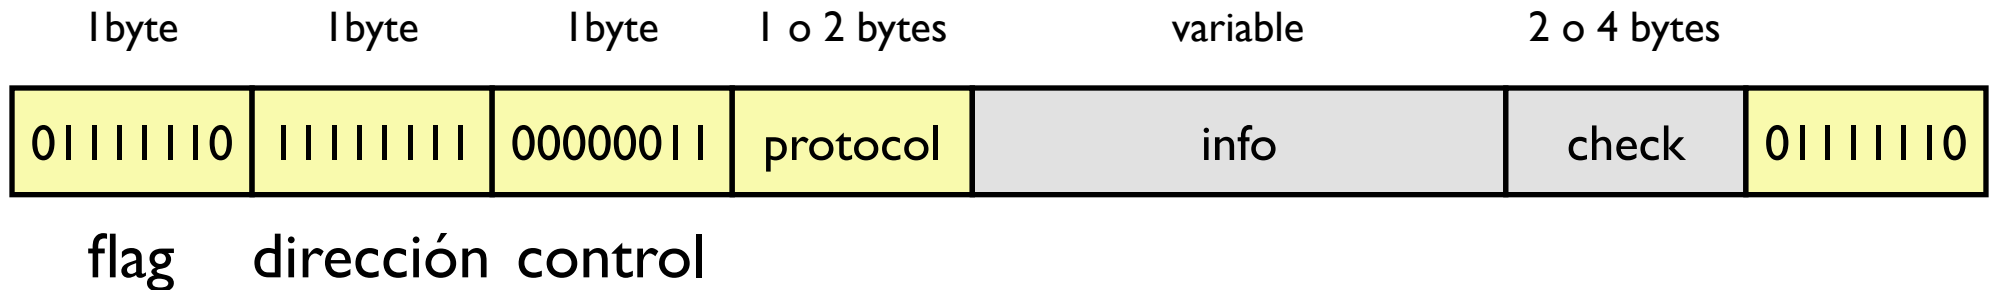 1byte 1byte 1byte 1 o 2 bytes variable 2 o 4 bytes
01111110 11111111 00000011 protocol info check 01111110
flag dirección control